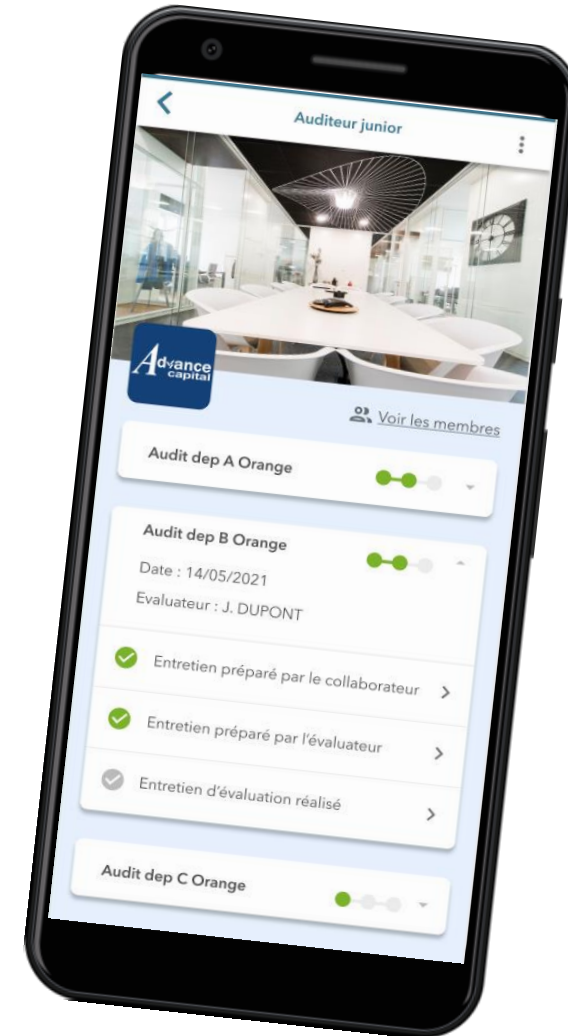 Auditeur junior
Advance
capital
Voir les membres
Audit dep A Orange
Audit dep B Orange
Date : 14/05/2021
Evaluateur : J. DUPONT
Entretien préparé par le collaborateur
Entretien préparé par l'évaluateur
Entretien d'évaluation réalisé
Audit dep C Orange